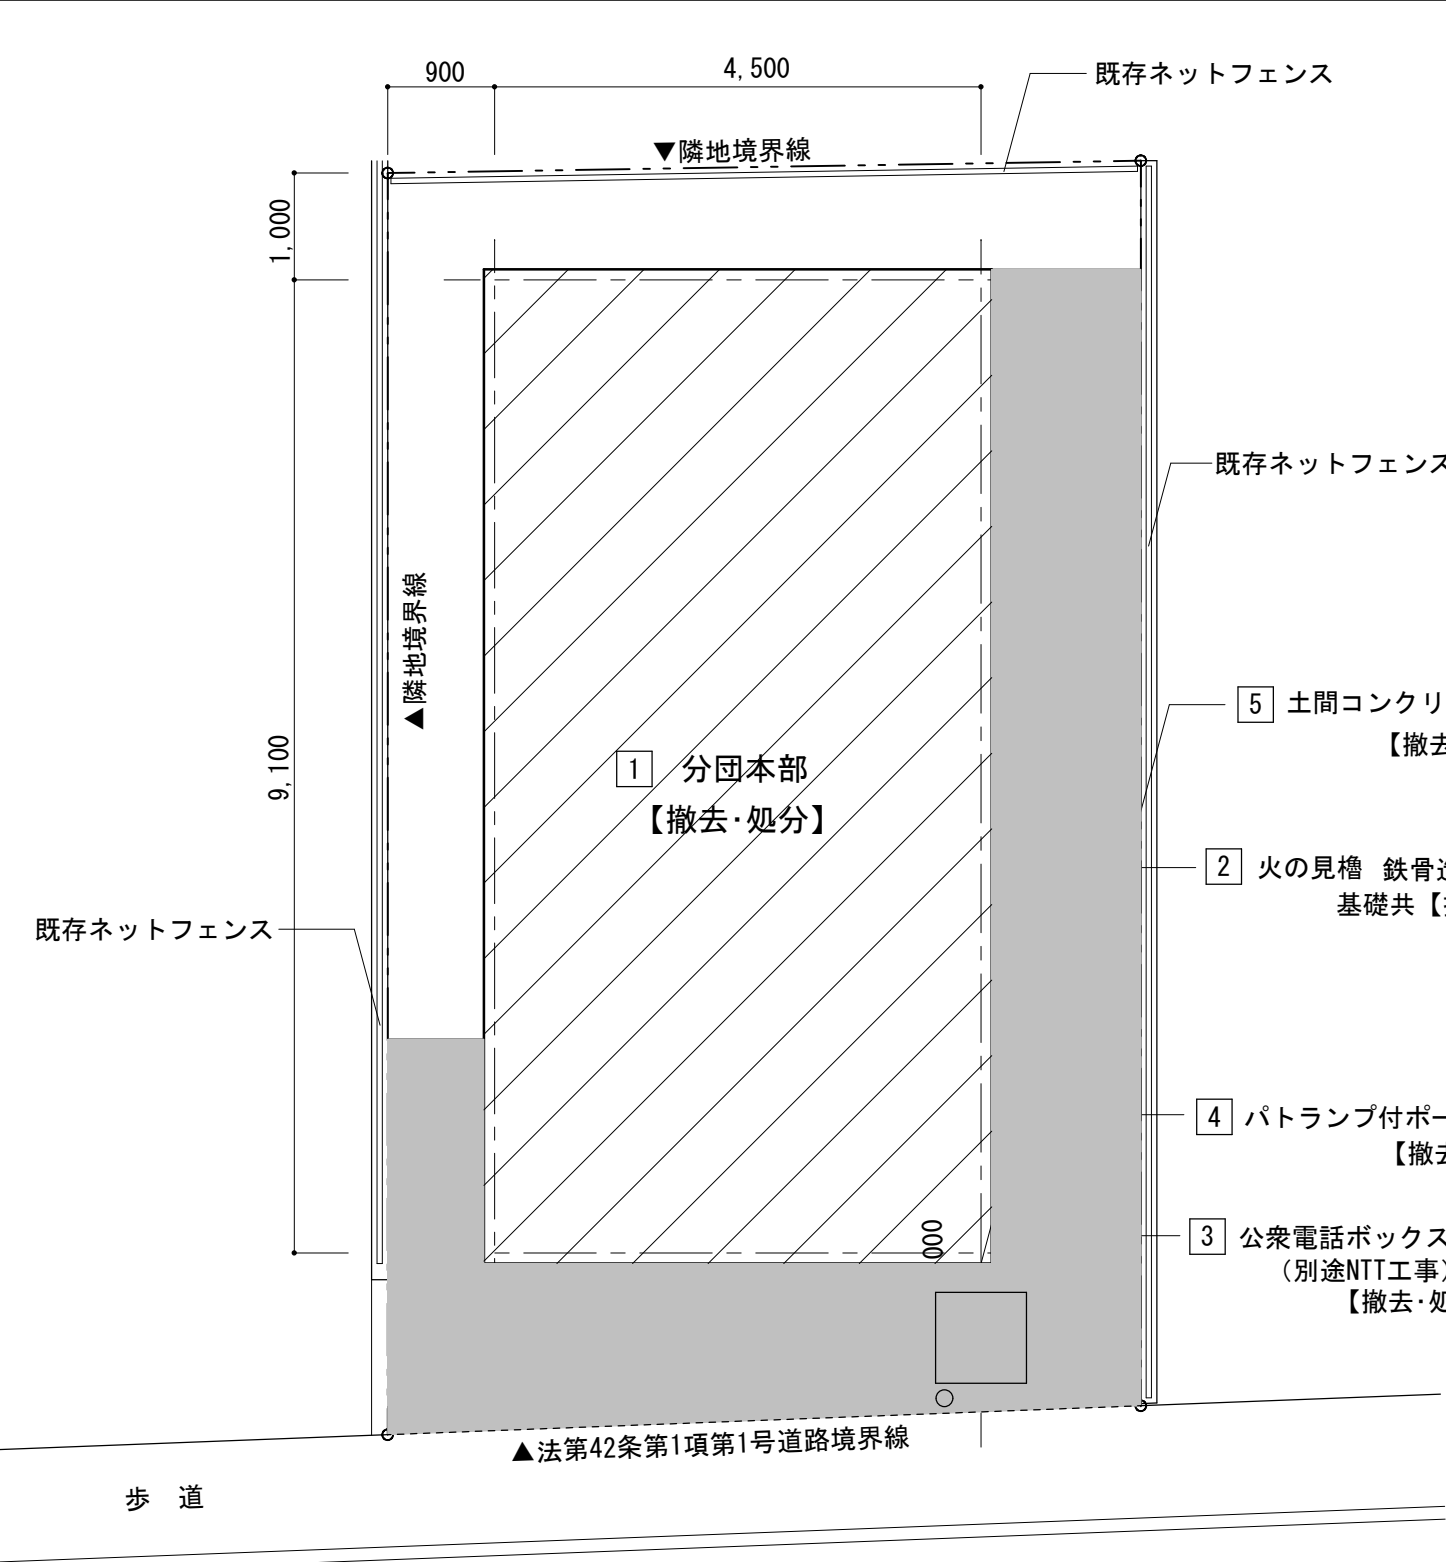 900
4,500
既存ネットフェンス
▼隣地境界線
1,000
既存ネットフェンス
▲隣地境界線
5 土間コンクリ
【撤去
9,100
1 分団本部
【撤去・処分】
2 火の見櫓 鉄骨造
基礎共【
既存ネットフェンス
4 パトランプ付ポー
【撤去
000
3 公衆電話ボックス
（別途NTT工事）
【撤去・処
▲法第42条第1項第1号道路境界線
歩 道